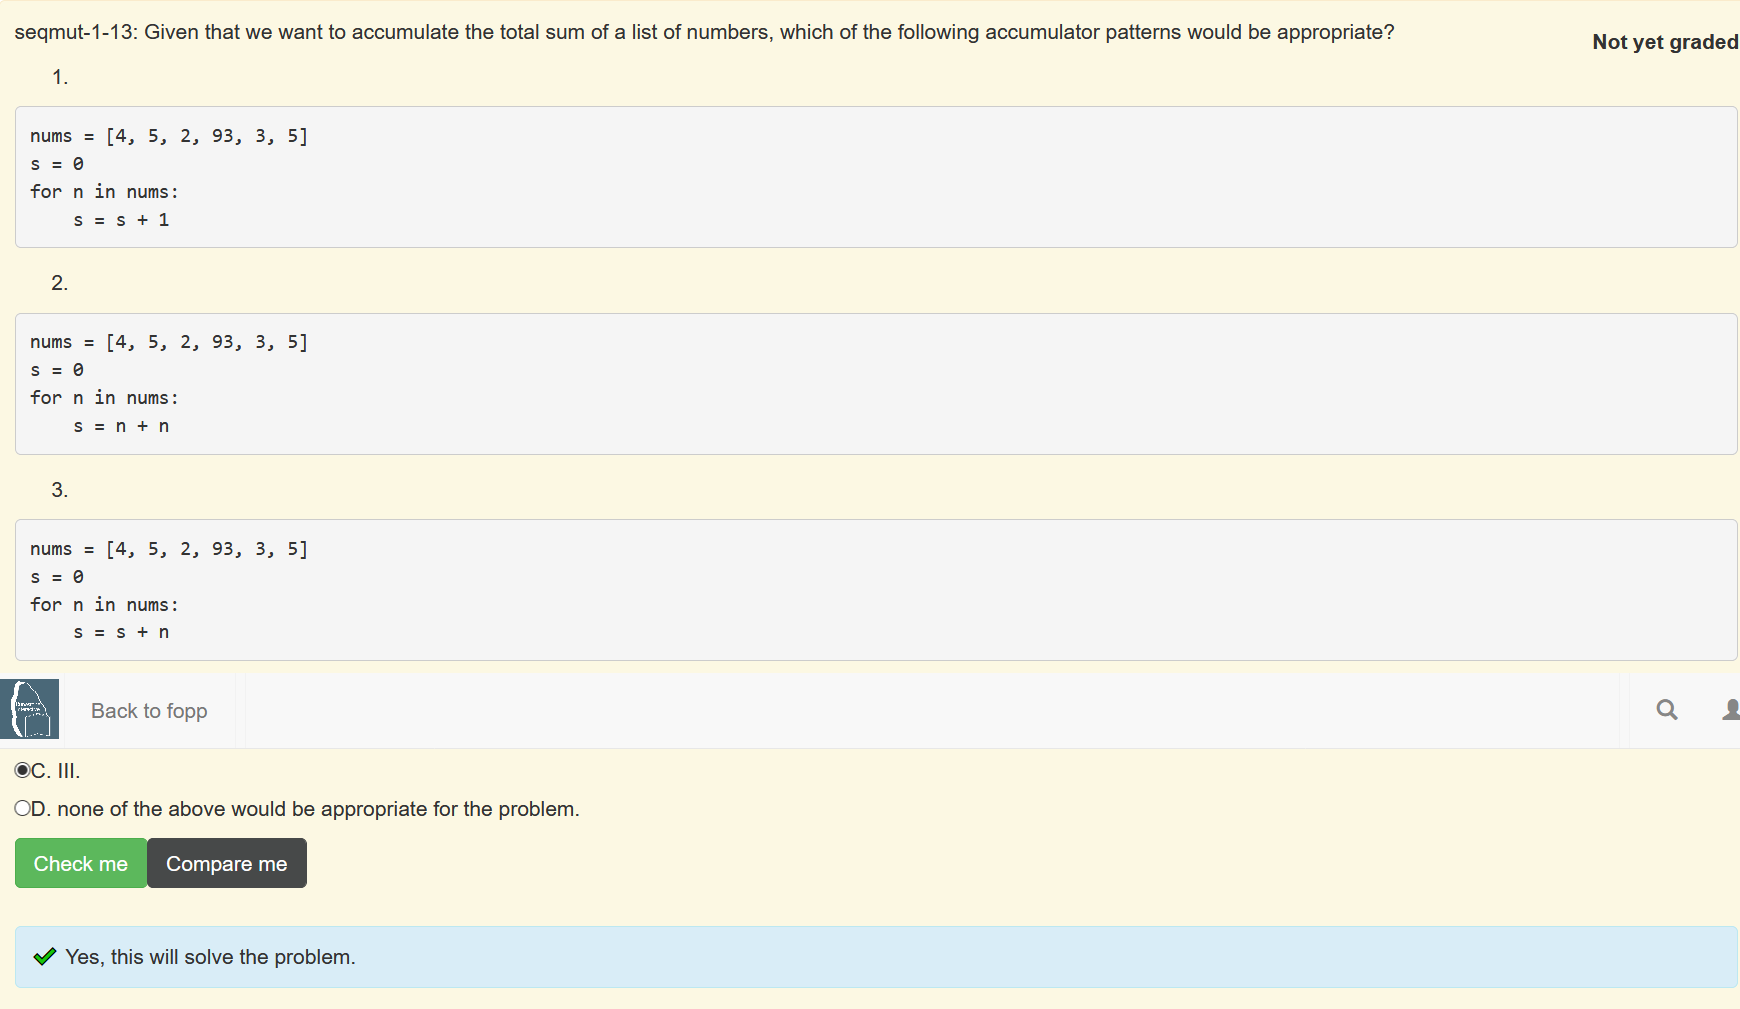 seqmut-1-13: Given that we want to accumulate the total sum of a list of numbers, which of the following accumulator patterns would be appropriate?
Not yet graded
1.
nums = [4, 5, 2, 93, 3, 5]
s = 0
for n in nums:
    s = s + 1
2.
nums = [4, 5, 2, 93, 3, 5]
s = 0
for n in nums:
    s = n + n
3.
nums = [4, 5, 2, 93, 3, 5]
s = 0
for n in nums:
    s = s + n
Back to fopp
C. III.
D. none of the above would be appropriate for the problem.
Check me Compare me
Yes, this will solve the problem.